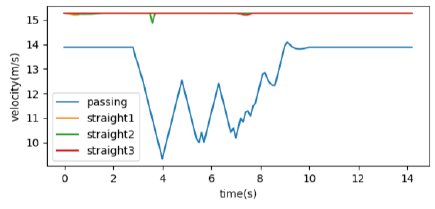 15
14
13
12
11
10
velocity(m/s)
passing
straight1
straight2
straight3
0 2 4 6 8 10 12 14
time(s)